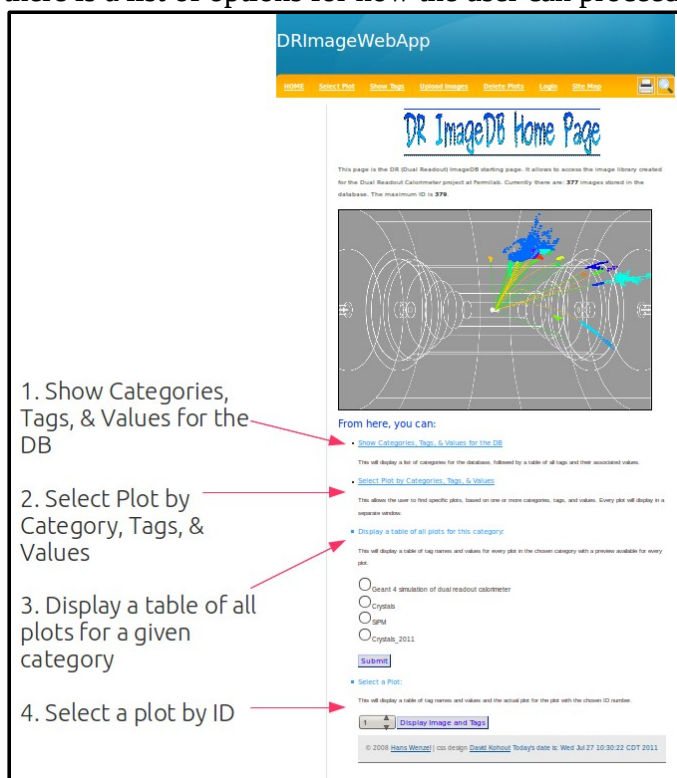 there is a list of options for how the user can proceed
DRImageWebApp
HOME Select Plot Show Tags Upload Images Delete Plots Login Site Map
DR ImageDB Home Page
This page is the DR (Dual Readout) ImageDB starting page. It allows to access the image library created
for the Dual Readout Calorimeter project at Fermilab. Currently there are: 377 images stored in the
database. The maximum ID is 379.
1. Show Categories,
Tags, & Values for the
DB
2. Select Plot by
Category, Tags, &
Values
3. Display a table of all
plots for a given
category
4. Select a plot by ID
From here, you can:
Show Categories, Tags, & Values for the DB
This will display a list of categories for the database, followed by a table of all tags and their associated values.
Select Plot by Categories, Tags, & Values
This allows the user to find specific plots, based on one or more categories, tags, and values. Every plot will display in a
separate window.
Display a table of all plots for this category:
This will display a table of tag names and values for every plot in the chosen category with a preview available for every
plot.
Geant 4 simulation of dual readout calorimeter
Crystals
SiPM
Crystals_2011
Submit
Select a Plot:
This will display a table of tag names and values and the actual plot for the plot with the chosen ID number.
1 Display Image and Tags
© 2008 Hans Wenzel | css design David Kohout Today's date is: Wed Jul 27 10:30:22 CDT 2011